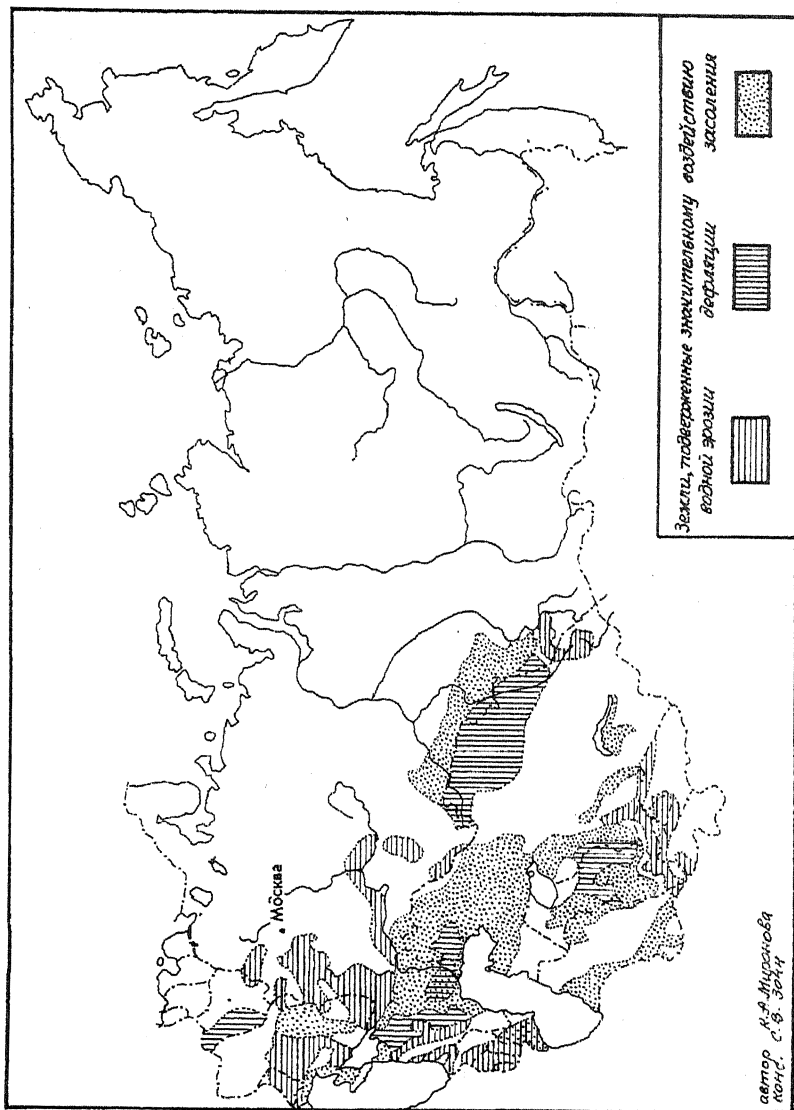 Москва
Земли, подверженные значительному воздействию
водной эрозии
дефляции
засоления
автор К.А. Миронова
конс. С.В. Зонн